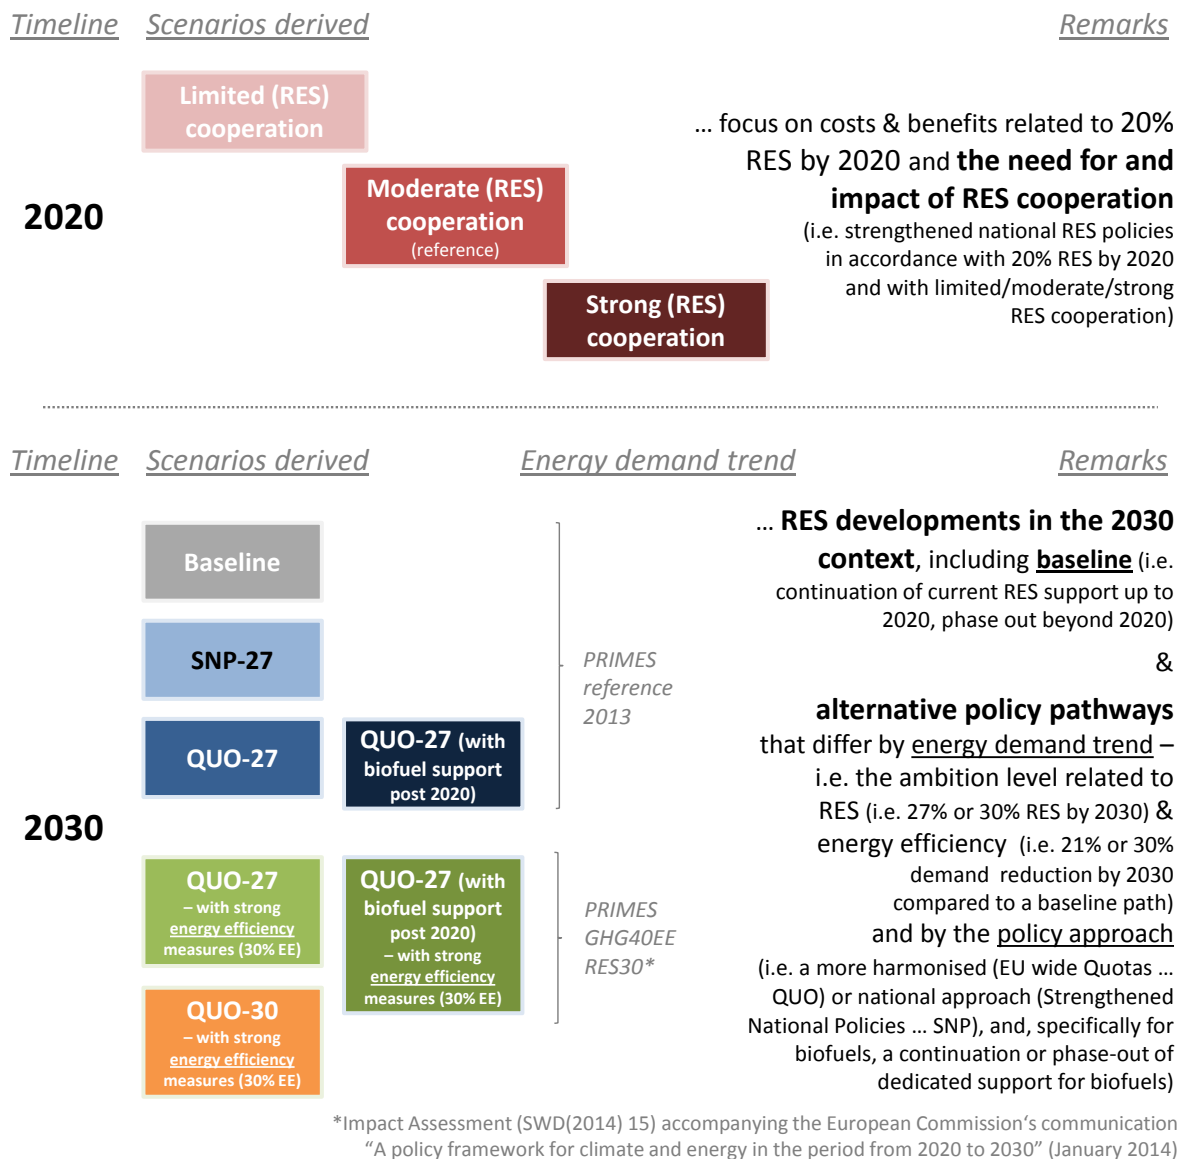 Timeline Scenarios derived Remarks
Limited (RES)
cooperation
Moderate (RES)
cooperation
(reference)
Strong (RES)
cooperation
2020
... focus on costs & benefits related to 20%
RES by 2020 and the need for and
impact of RES cooperation
(i.e. strengthened national RES policies
in accordance with 20% RES by 2020
and with limited/moderate/strong
RES cooperation)
Timeline Scenarios derived Energy demand trend Remarks
2030
Baseline
SNP-27
QUO-27
QUO-27 (with
biofuel support
post 2020)
PRIMES
reference
2013
QUO-27
– with strong
energy efficiency
measures (30% EE)
QUO-27 (with
biofuel support
post 2020)
– with strong
energy efficiency
measures (30% EE)
QUO-30
– with strong
energy efficiency
measures (30% EE)
PRIMES
GHG40EE
RES30*
... RES developments in the 2030
context, including baseline (i.e.
continuation of current RES support up to
2020, phase out beyond 2020)
&
alternative policy pathways
that differ by energy demand trend –
i.e. the ambition level related to
RES (i.e. 27% or 30% RES by 2030) &
energy efficiency (i.e. 21% or 30%
demand reduction by 2030
compared to a baseline path)
and by the policy approach
(i.e. a more harmonised (EU wide Quotas ...
QUO) or national approach (Strengthened
National Policies ... SNP), and, specifically for
biofuels, a continuation or phase-out of
dedicated support for biofuels)
*Impact Assessment (SWD(2014) 15) accompanying the European Commission‘s communication
“A policy framework for climate and energy in the period from 2020 to 2030” (January 2014)